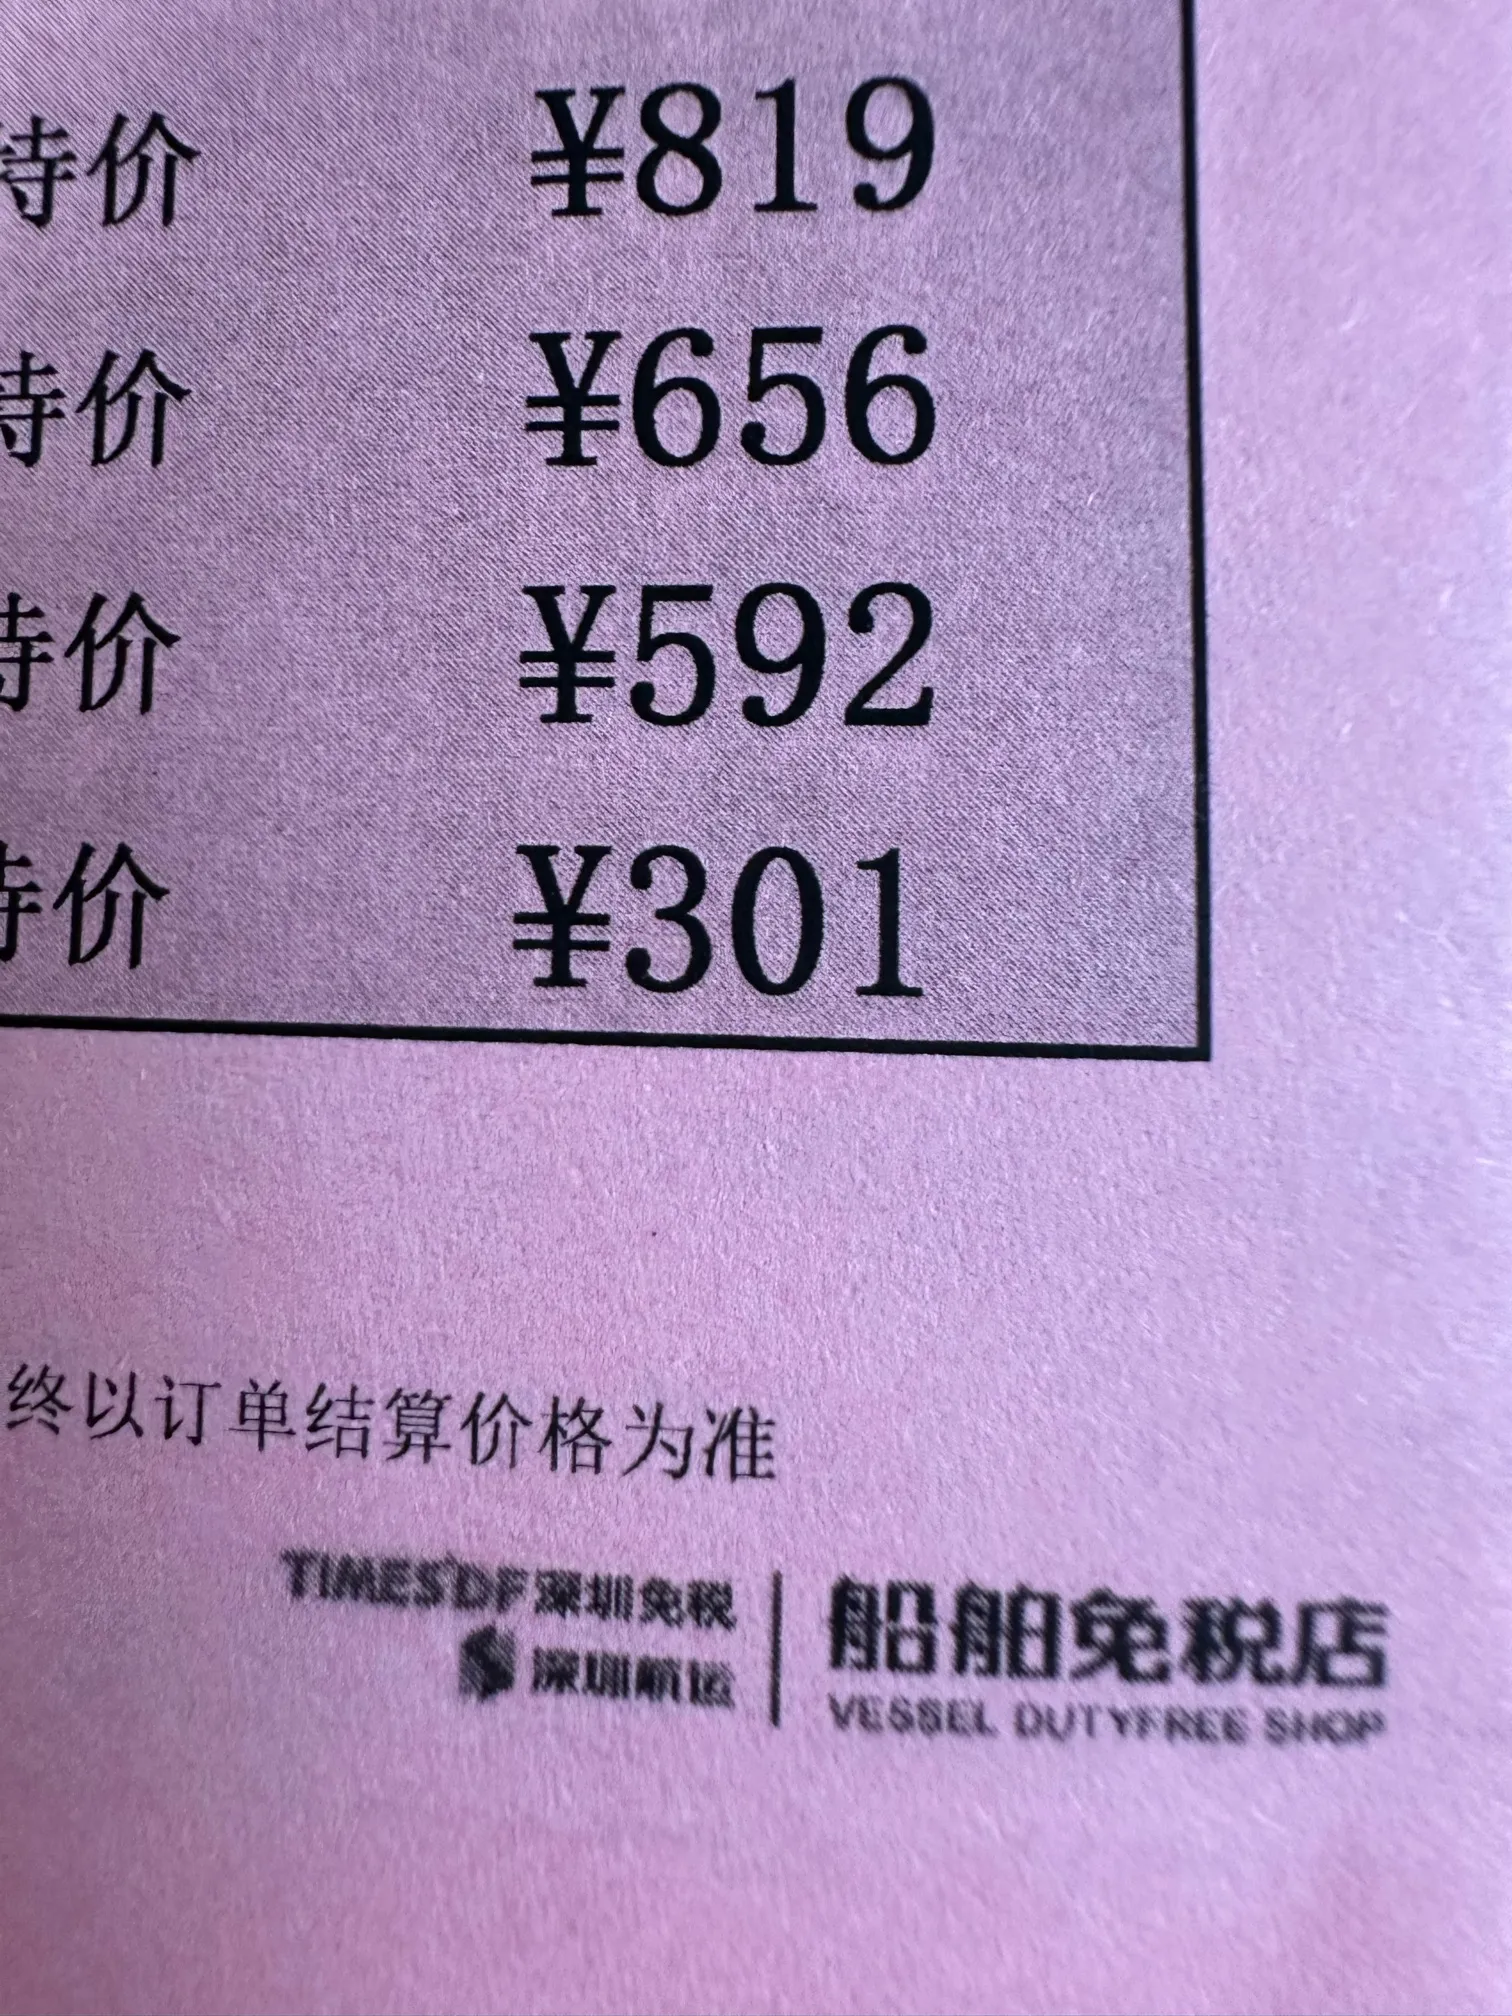 特价 ¥819
特价 ¥656
特价 ¥592
特价 ¥301
终以订单结算价格为准
TIMES DF深圳免税
深圳航运
船舶免税店
VESSEL DUTYFREE SHOP